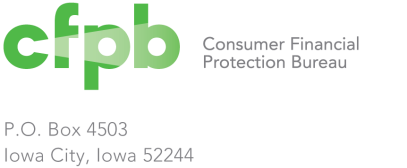 cfpb
Consumer Financial
Protection Bureau
P.O. Box 4503
Iowa City, Iowa 52244